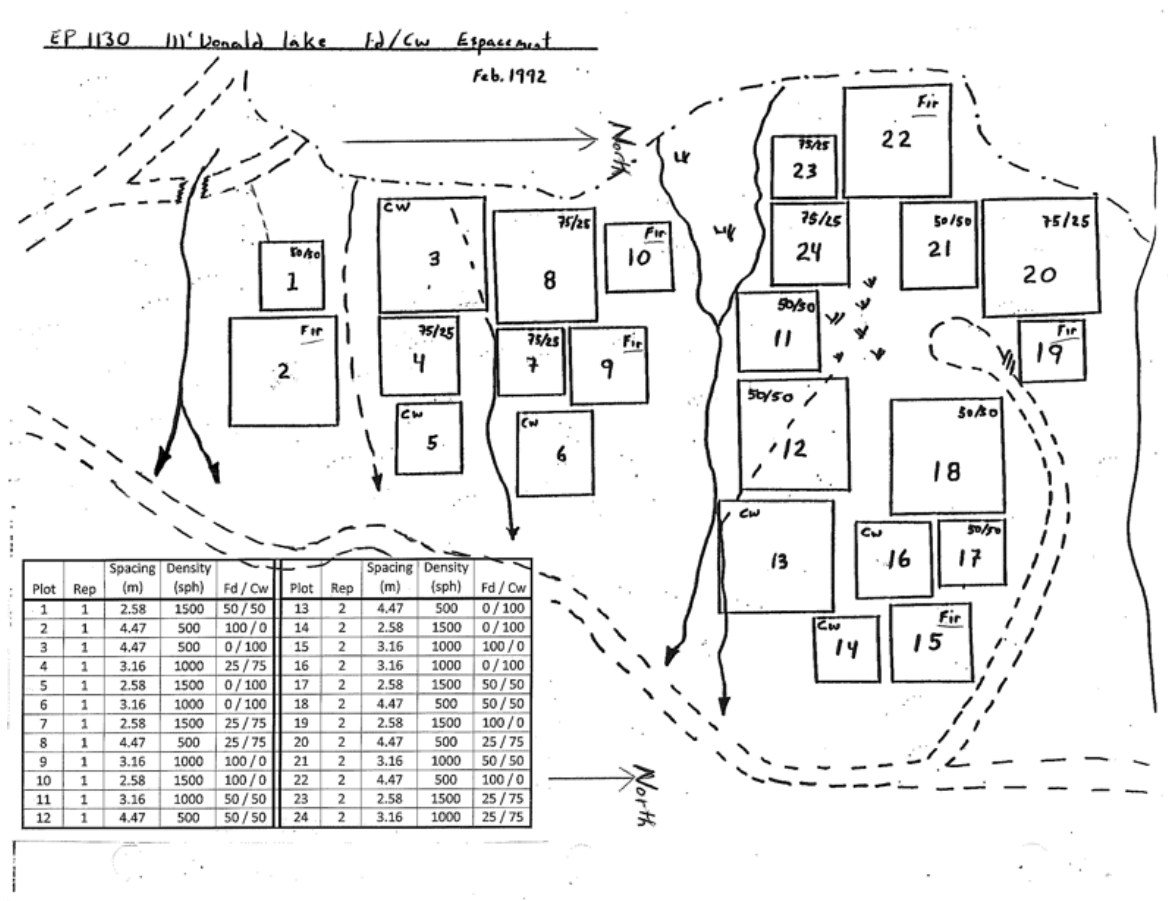 EP 1130 M'Donald Lake Fd/Cw Espacement
Feb. 1992
North
50/50
1
Fir
2
CW
3
75/25
4
Cw
5
Cw
6
75/25
7
75/25
8
Fir
9
Fir
10
50/50
11
50/50
12
Cw
13
Cw
14
Fir
15
Cw
16
50/50
17
50/50
18
Fir
19
75/25
20
50/50
21
Fir
22
75/25
23
75/25
24
Plot Rep Spacing (m) Density (sph) Fd / Cw Plot Rep Spacing (m) Density (sph) Fd / Cw
1 1 2.58 1500 50 / 50 13 2 4.47 500 0 / 100
2 1 4.47 500 100 / 0 14 2 2.58 1500 0 / 100
3 1 4.47 500 0 / 100 15 2 3.16 1000 100 / 0
4 1 3.16 1000 25 / 75 16 2 3.16 1000 0 / 100
5 1 2.58 1500 0 / 100 17 2 2.58 1500 50 / 50
6 1 3.16 1000 0 / 100 18 2 4.47 500 50 / 50
7 1 2.58 1500 25 / 75 19 2 2.58 1500 100 / 0
8 1 4.47 500 25 / 75 20 2 4.47 500 25 / 75
9 1 3.16 1000 100 / 0 21 2 3.16 1000 50 / 50
10 1 2.58 1500 100 / 0 22 2 4.47 500 100 / 0
11 1 3.16 1000 50 / 50 23 2 2.58 1500 25 / 75
12 1 4.47 500 50 / 50 24 2 3.16 1000 25 / 75
North